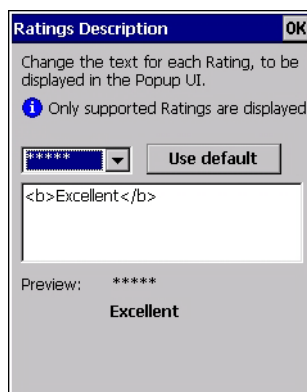 Ratings Description OK
Change the text for each Rating, to be
displayed in the Popup UI.
Only supported Ratings are displayed
***** Use default
<b>Excellent</b>
Preview: *****
Excellent